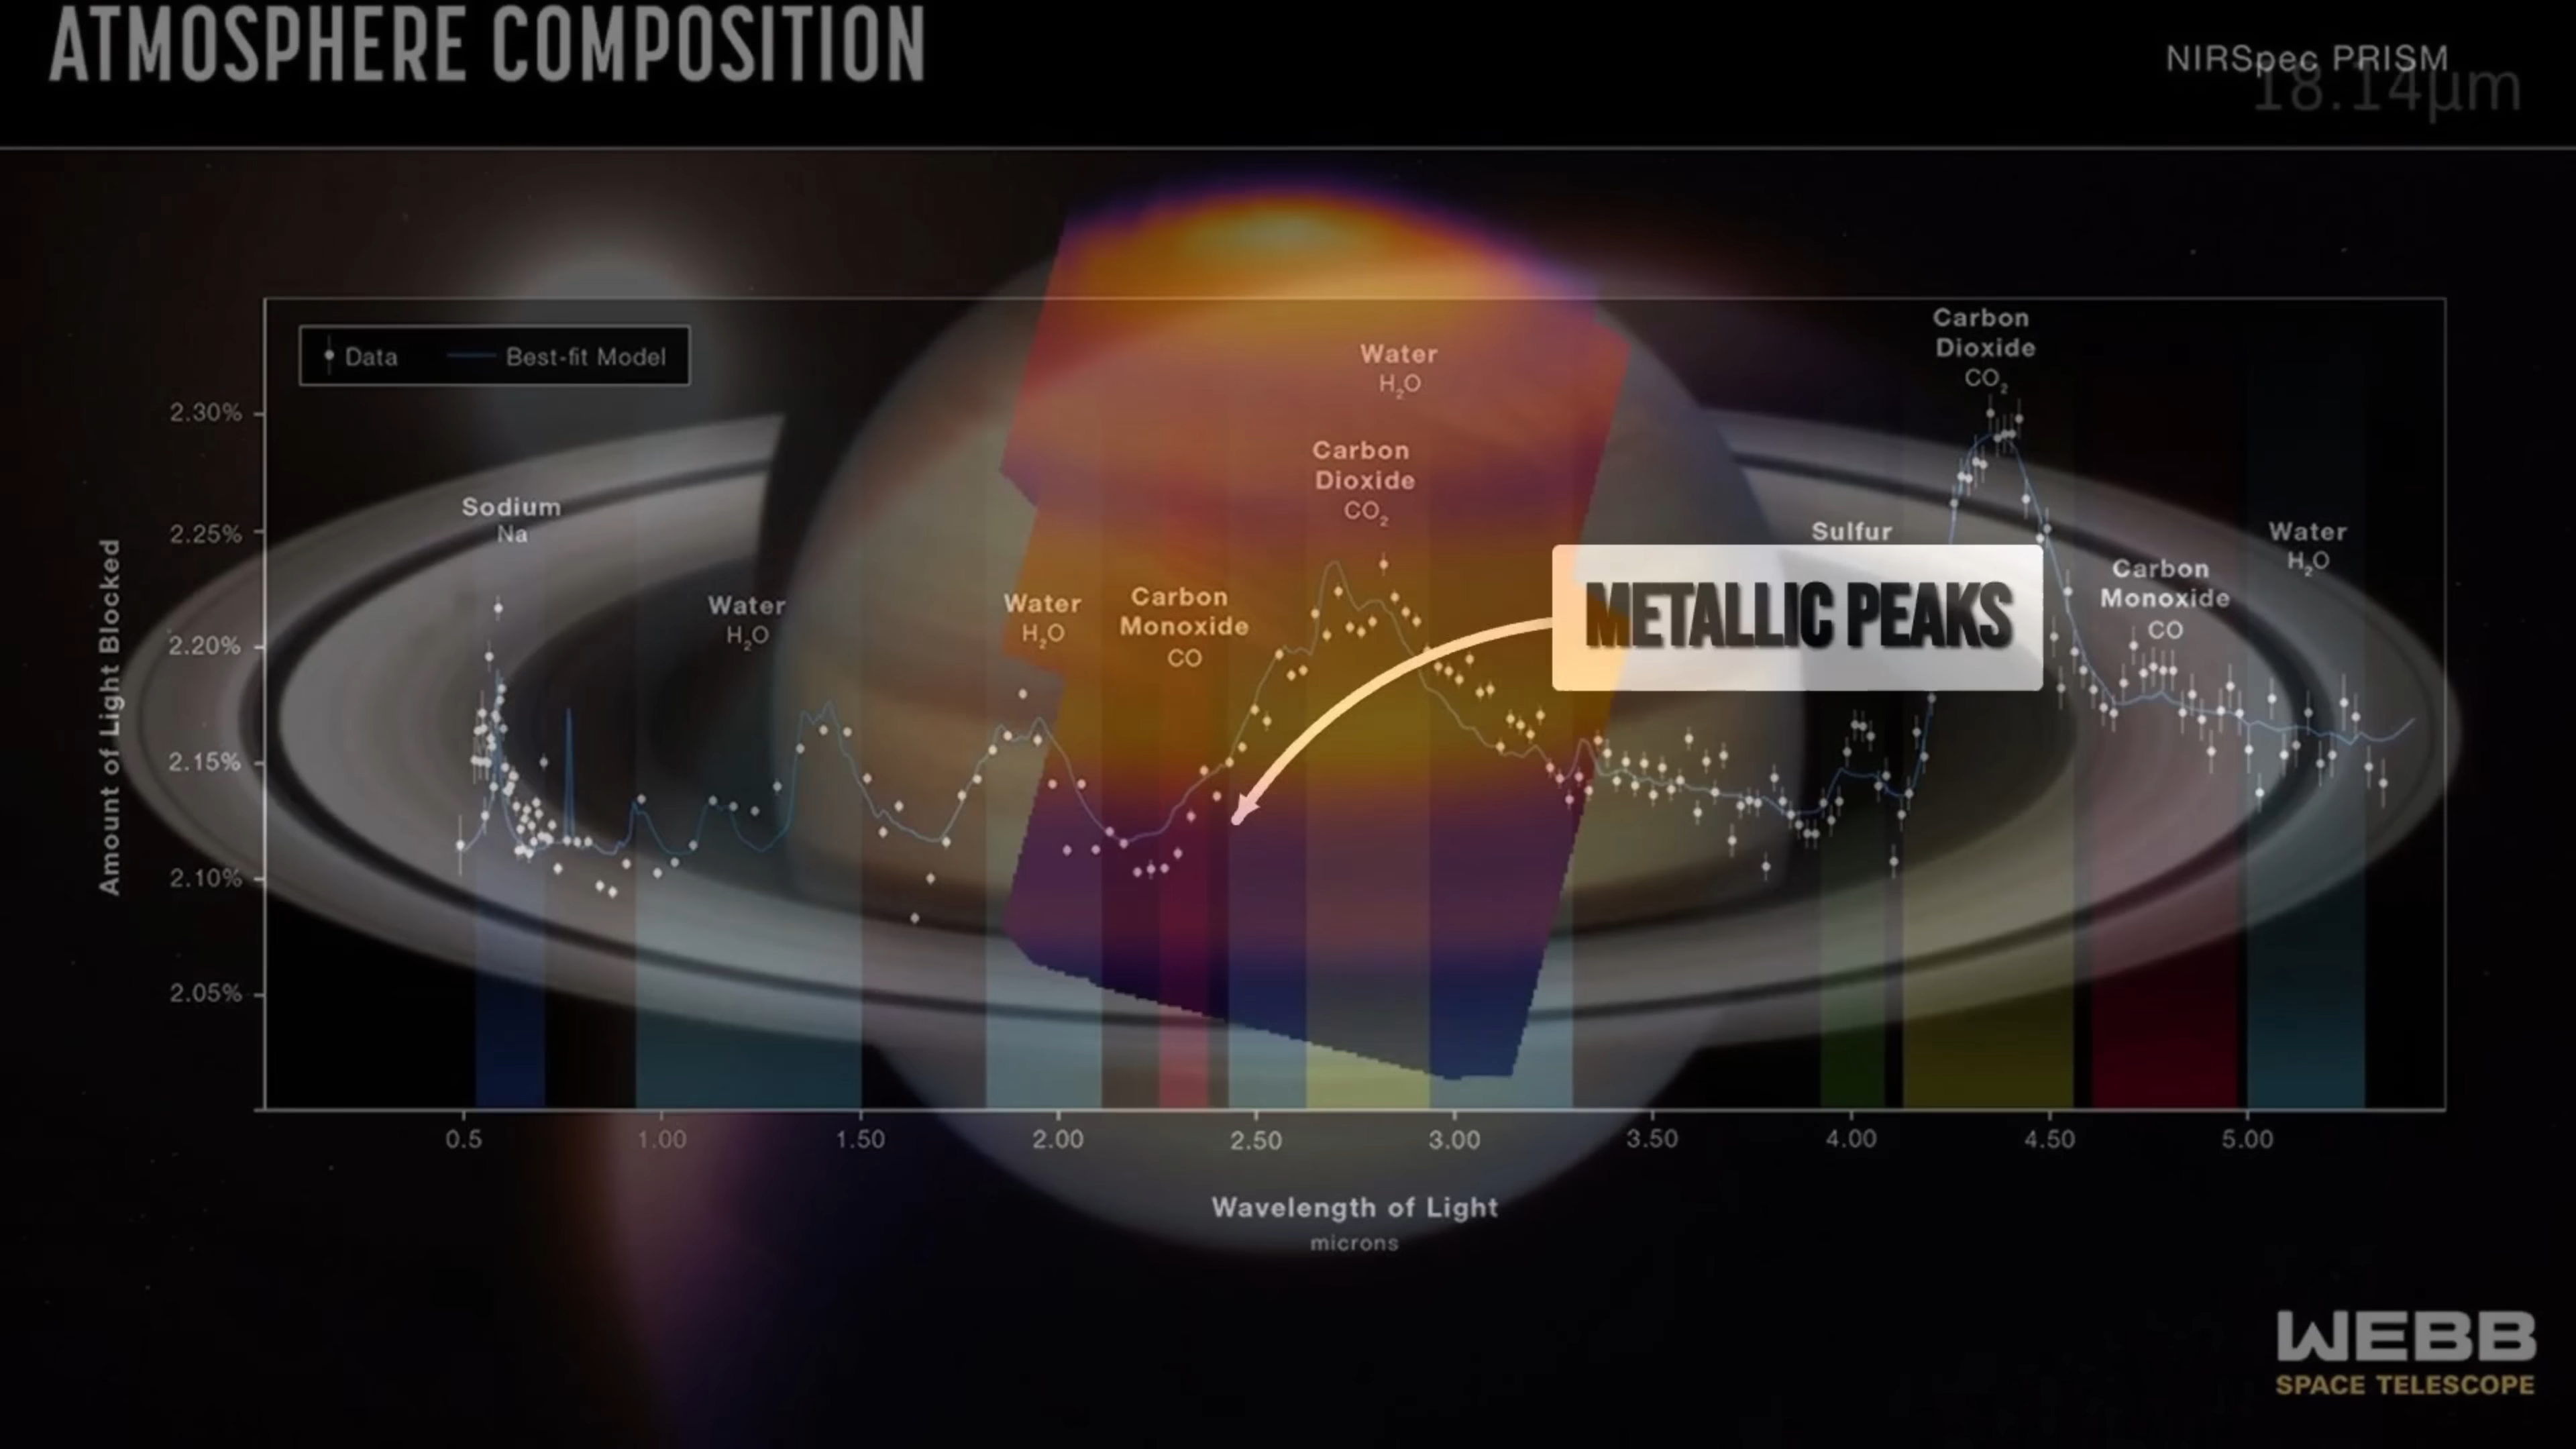 ATMOSPHERE COMPOSITION
NIRSpec PRISM
18.14µm
Data
Best-fit Model
Carbon
Dioxide
CO₂
Water
H₂O
2.30%
Carbon
Dioxide
CO₂
Sodium
Na
2.25%
Sulfur
Water
H₂O
METALLIC PEAKS
Carbon
Monoxide
CO
Water
H₂O
Water
H₂O
Carbon
Monoxide
CO
2.20%
2.15%
2.10%
2.05%
Amount of Light Blocked
0.5
1.00
1.50
2.00
2.50
3.00
3.50
4.00
4.50
5.00
Wavelength of Light
microns
WEBB
SPACE TELESCOPE